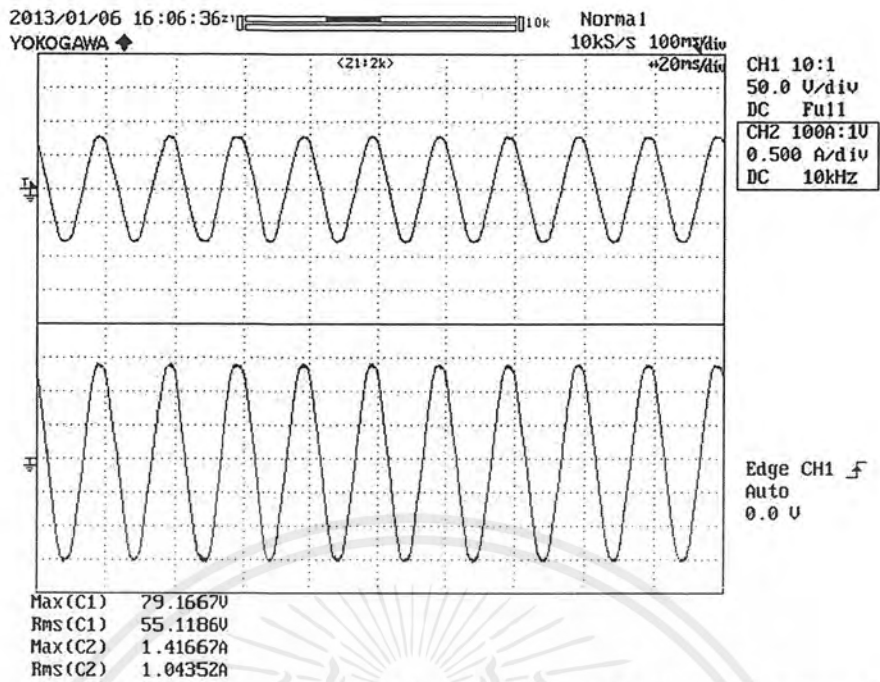 2013/01/06 16:06:36
Normal
YOKOGAWA
10k
10kS/s 100ms/div
<21:2k>
↔20ms/div
CH1 10:1
50.0 V/div
DC Full
CH2 100A:1V
0.500 A/div
DC 10kHz
Edge CH1
Auto
0.0 V
Max(C1) 79.1667V
Rms(C1) 55.1186V
Max(C2) 1.41667A
Rms(C2) 1.04352A